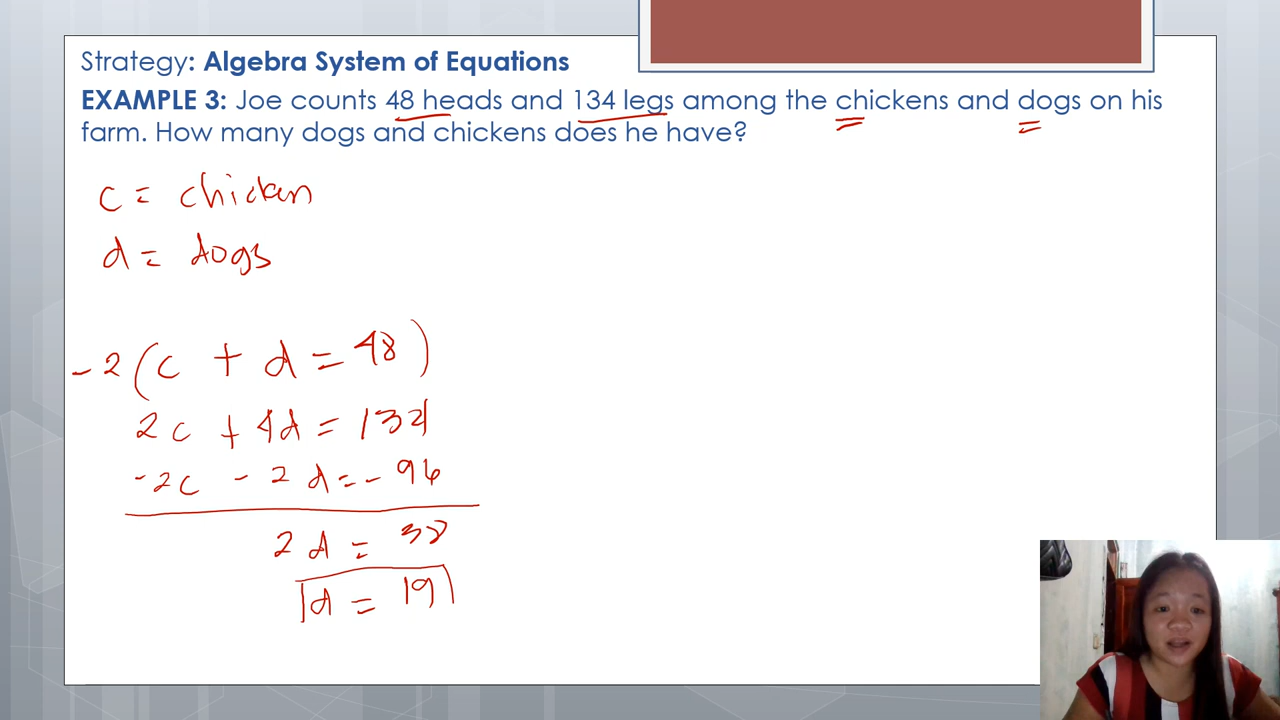 Strategy: Algebra System of Equations
EXAMPLE 3: Joe counts 48 heads and 134 legs among the chickens and dogs on his
farm. How many dogs and chickens does he have?
c = chicken
d = dogs
-2(c + d = 48)
2c + 4d = 134
-2c - 2d = - 96
2d = 38
d = 19